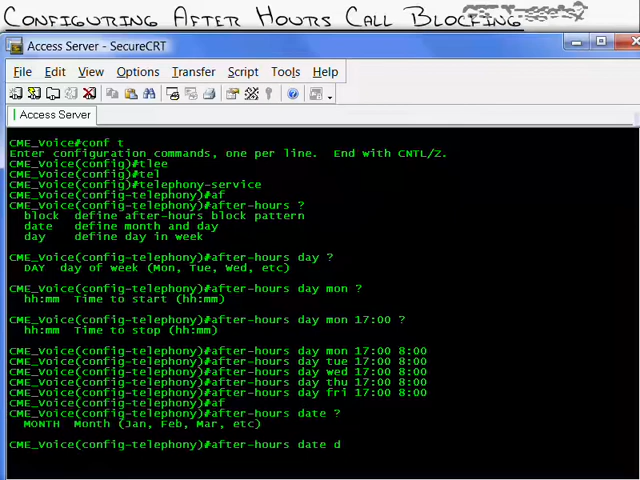 CONFIGURING AFTER HOURS CALL BLOCKING
Access Server - SecureCRT
File Edit View Options Transfer Script Tools Help
Access Server
CME_Voice#conf t
Enter configuration commands, one per line.  End with CNTL/Z.
CME_Voice(config)#tlee
CME_Voice(config)#tel
CME_Voice(config)#telephony-service
CME_Voice(config-telephony)#af
CME_Voice(config-telephony)#after-hours ?
block  define after-hours block pattern
date   define month and day
day    define day in week
CME_Voice(config-telephony)#after-hours day ?
DAY  day of week (Mon, Tue, Wed, etc)
CME_Voice(config-telephony)#after-hours day mon ?
hh:mm  Time to start (hh:mm)
CME_Voice(config-telephony)#after-hours day mon 17:00 ?
hh:mm  Time to stop (hh:mm)
CME_Voice(config-telephony)#after-hours day mon 17:00 8:00
CME_Voice(config-telephony)#after-hours day tue 17:00 8:00
CME_Voice(config-telephony)#after-hours day wed 17:00 8:00
CME_Voice(config-telephony)#after-hours day thu 17:00 8:00
CME_Voice(config-telephony)#after-hours day fri 17:00 8:00
CME_Voice(config-telephony)#af
CME_Voice(config-telephony)#after-hours date ?
MONTH  Month (Jan, Feb, Mar, etc)
CME_Voice(config-telephony)#after-hours date d